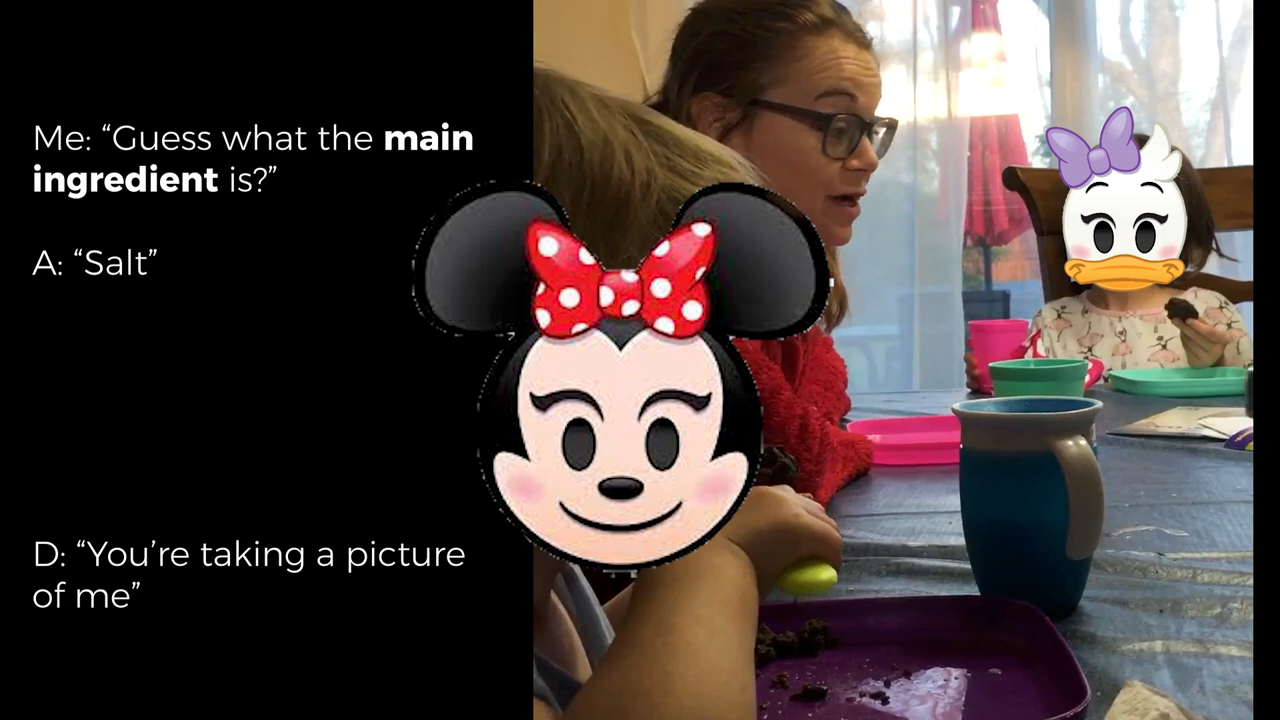 Me: “Guess what the main
ingredient is?”
A: “Salt”
D: “You’re taking a picture
of me”